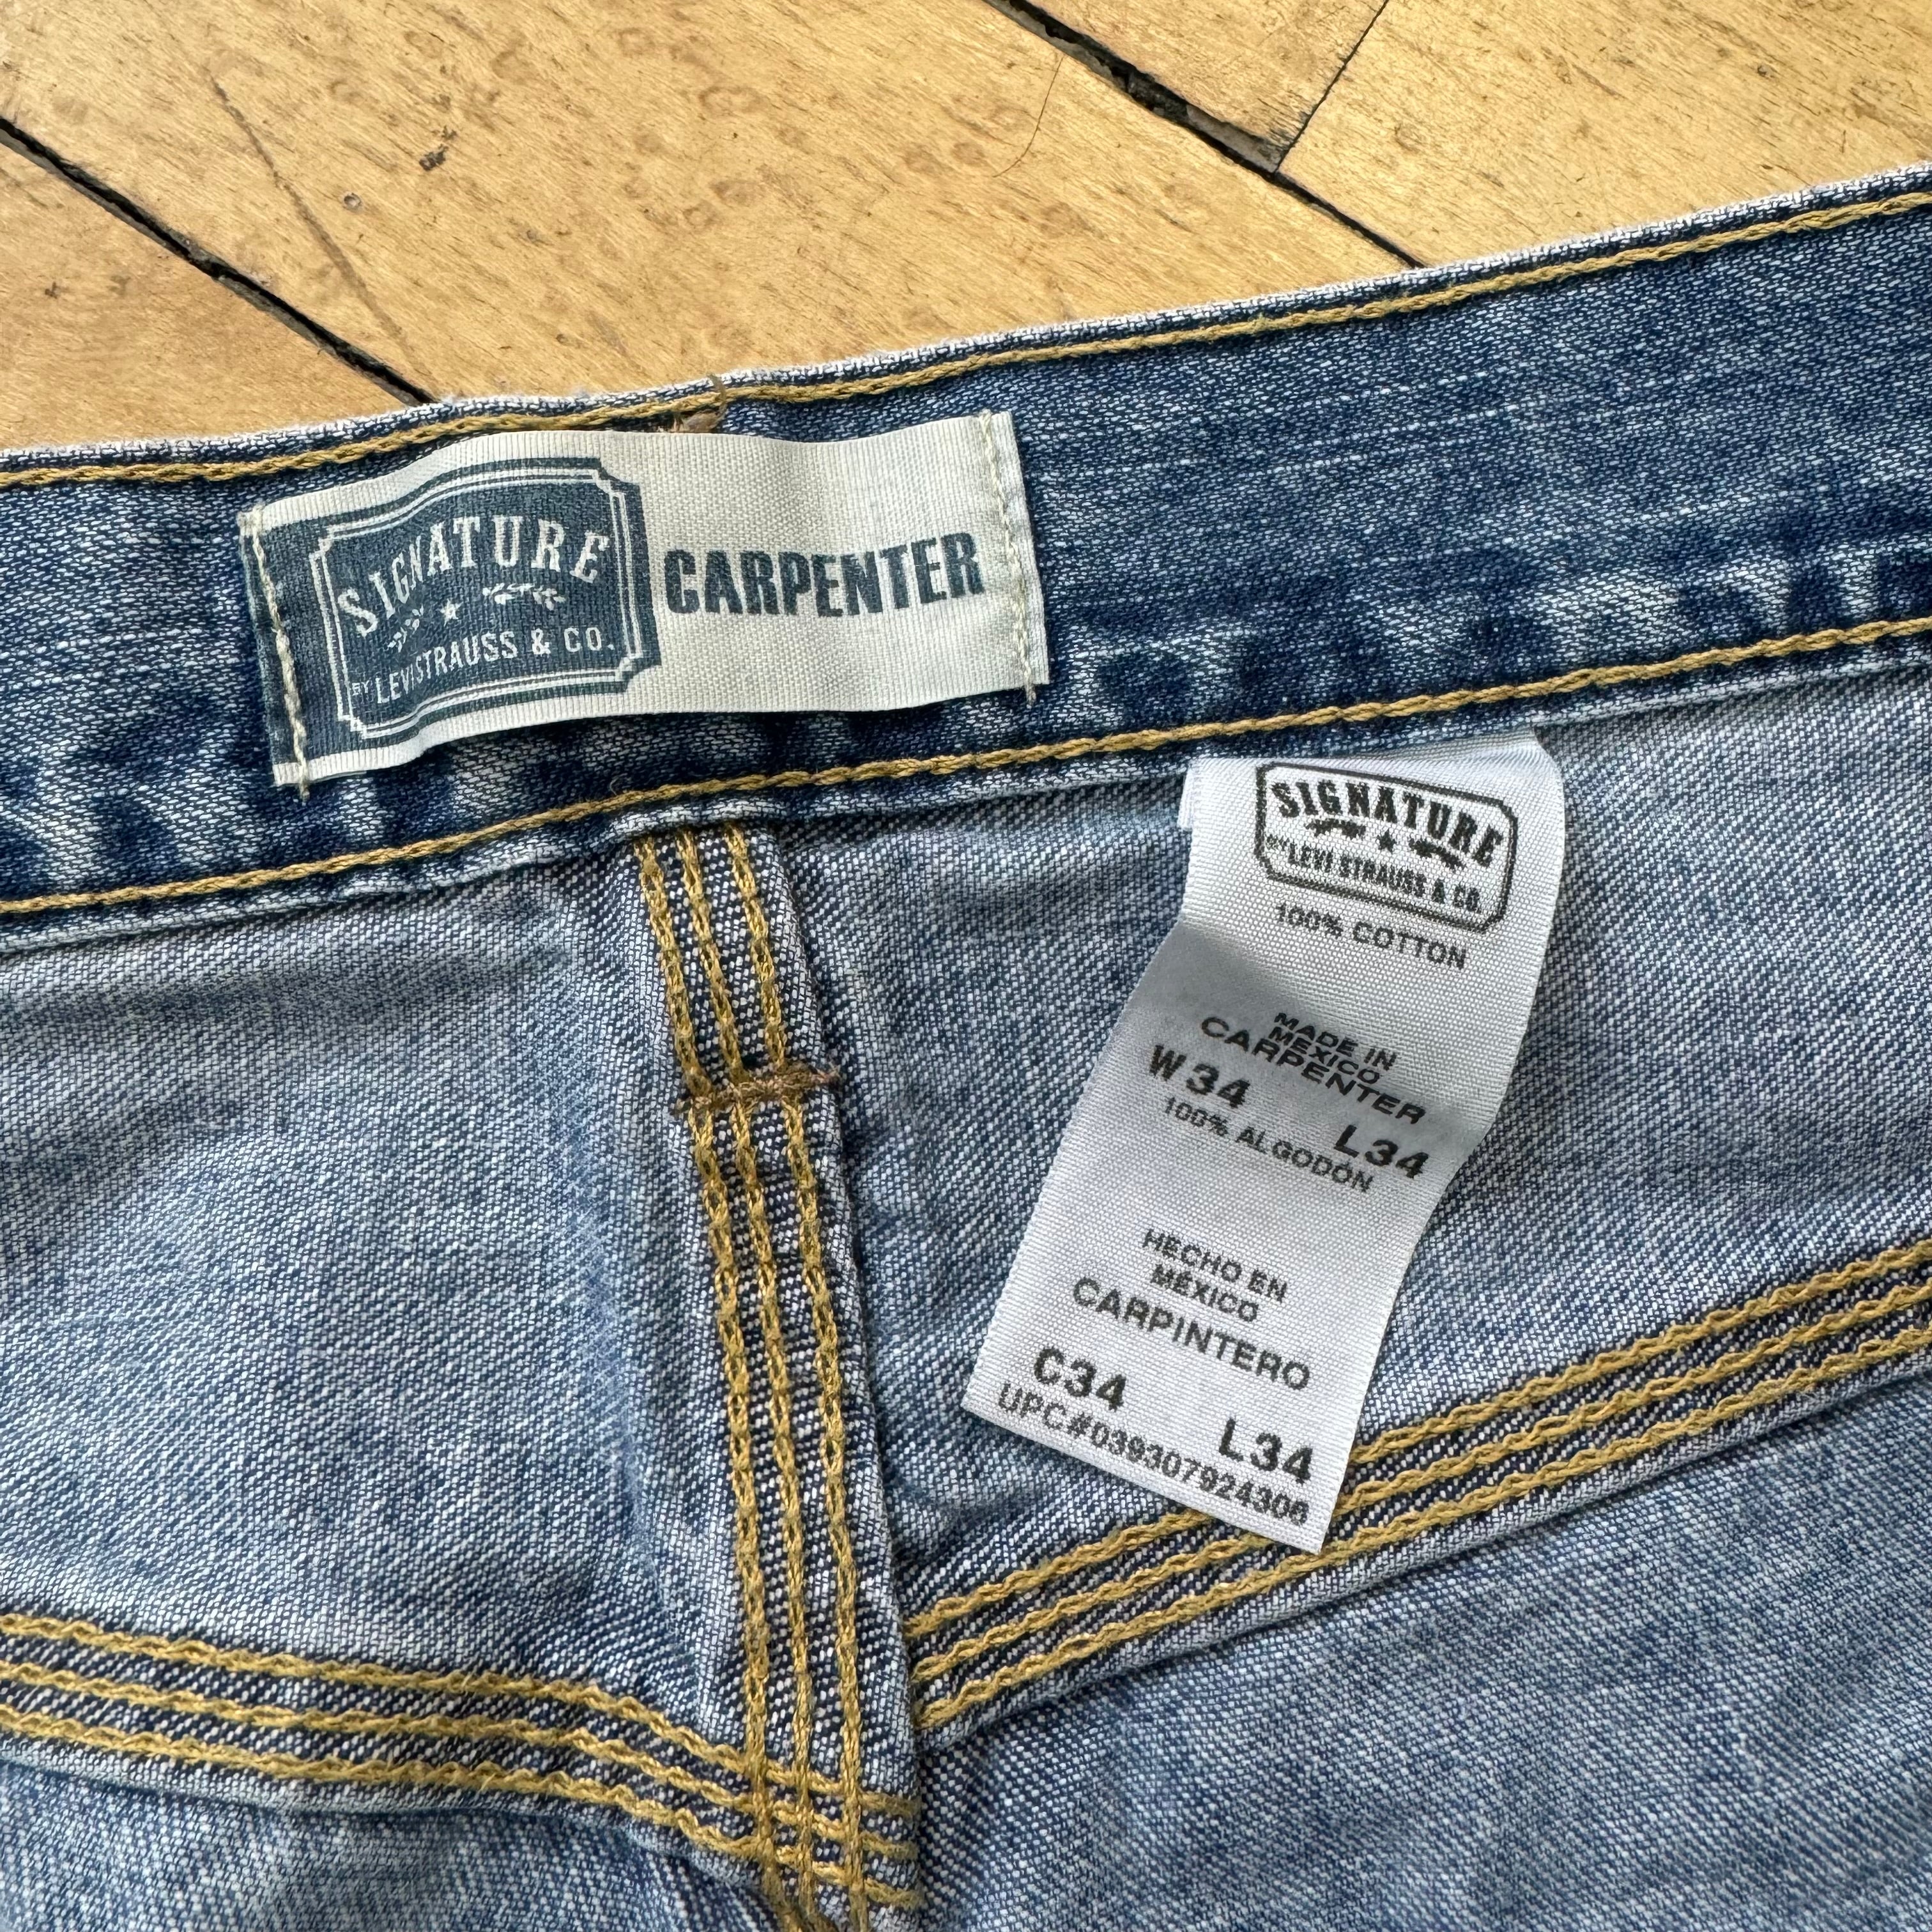 SIGNATURE
BY LEVI STRAUSS & CO.
CARPENTER
SIGNATURE
BY LEVI STRAUSS & CO.
100% COTTON
MADE IN
MEXICO
CARPENTER
W34 L34
100% ALGODÓN
HECHO EN
MÉXICO
CARPINTERO
C34 L34
UPC#039307924306